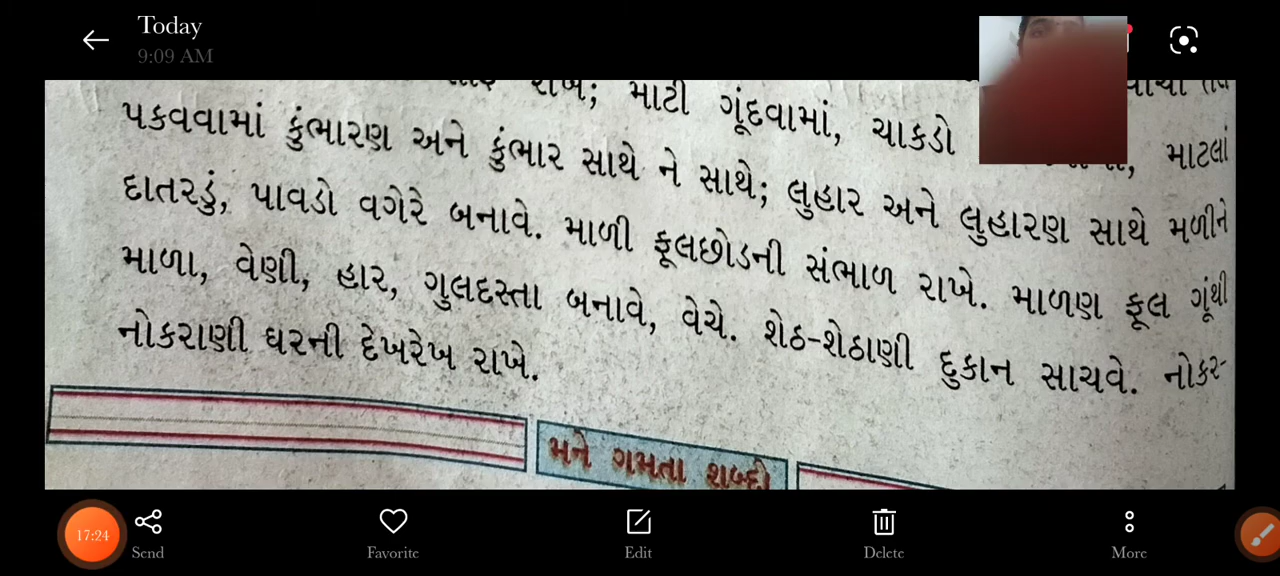 Today
9:09 AM
રાખે; માટી ગૂંદવામાં, ચાકડો
પકવવામાં કુંભારણ અને કુંભાર સાથે ને સાથે; લુહાર અને લુહારણ સાથે મળીને માટલાં
દાતરડું, પાવડો વગેરે બનાવે. માળી ફૂલછોડની સંભાળ રાખે. માળણ ફૂલ ગૂંથી
માળા, વેણી, હાર, ગુલદસ્તા બનાવે, વેચે. શેઠ-શેઠાણી દુકાન સાચવે. નોકર-
નોકરાણી ઘરની દેખરેખ રાખે.
મને ગમતા શબ્દો
17:24
Send
Favorite
Edit
Delete
More